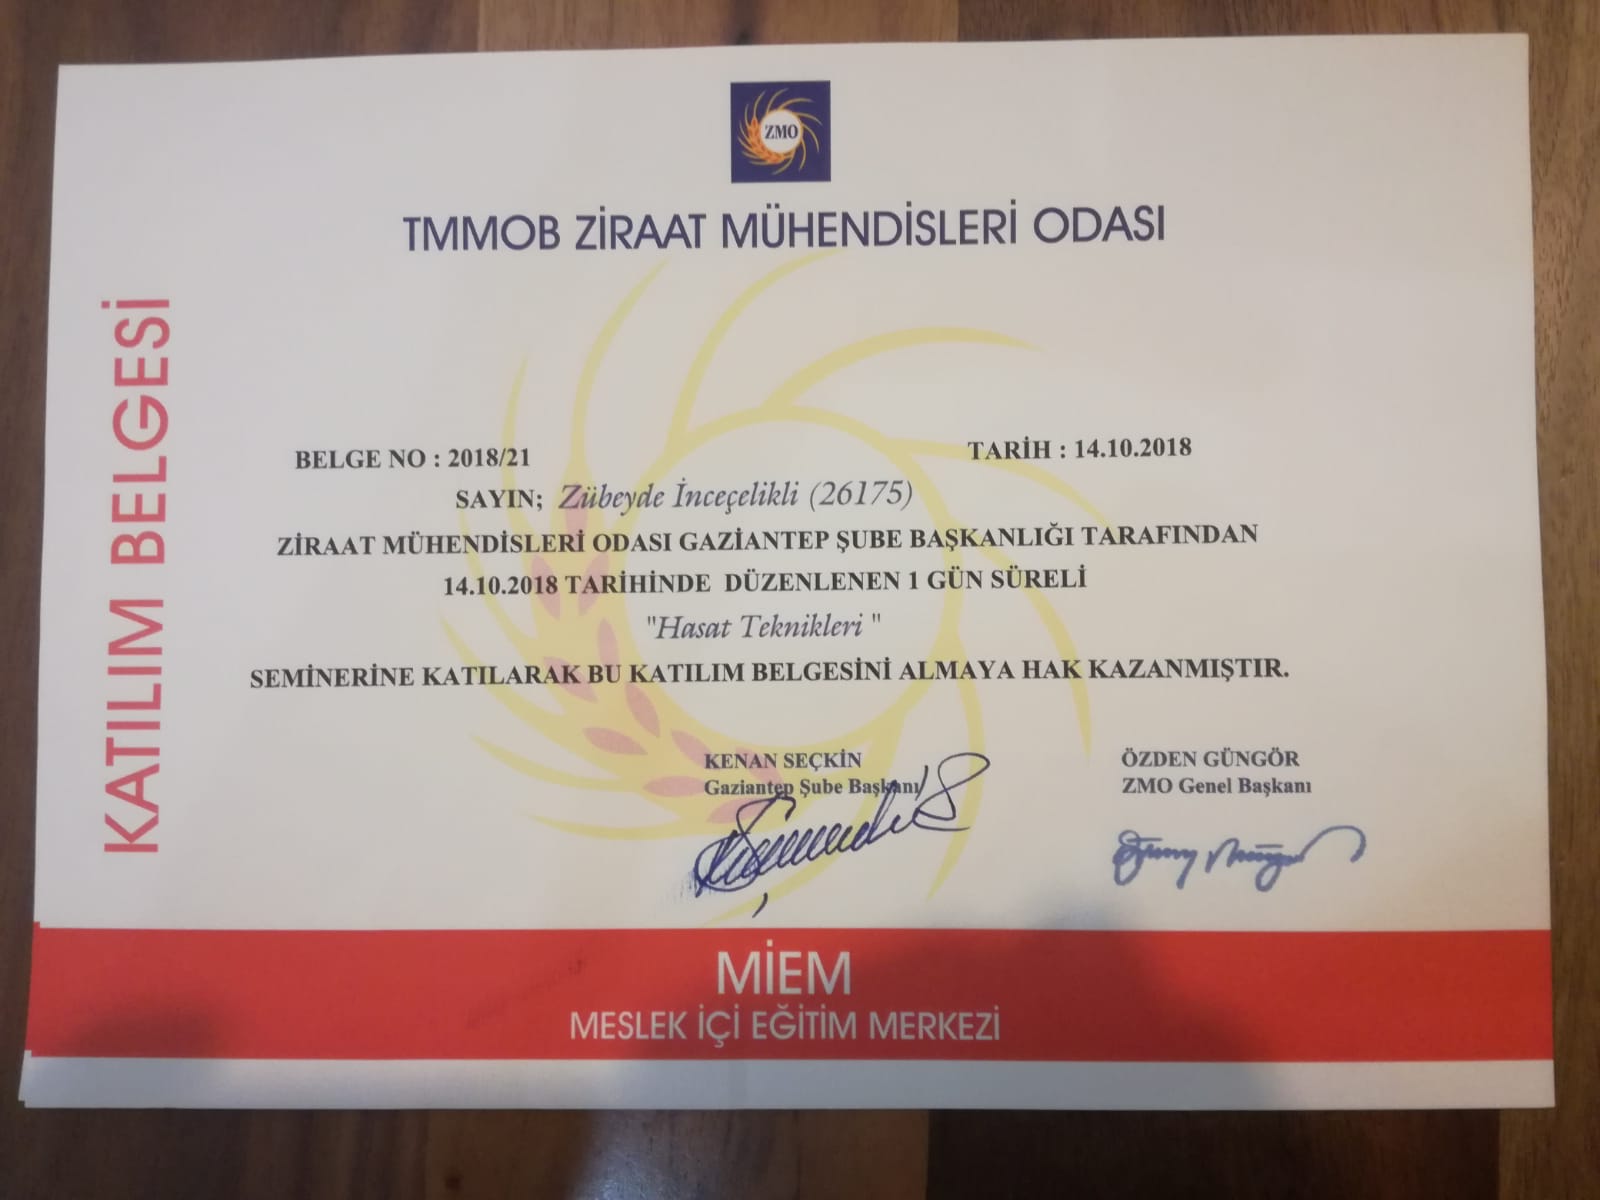 ZMO
TMMOB ZİRAAT MÜHENDİSLERİ ODASI
KATILIM BELGESİ
BELGE NO : 2018/21
TARİH : 14.10.2018
SAYIN; Zübeyde İnceçelikli (26175)
ZİRAAT MÜHENDİSLERİ ODASI GAZİANTEP ŞUBE BAŞKANLIĞI TARAFINDAN
14.10.2018 TARİHİNDE DÜZENLENEN 1 GÜN SÜRELİ
"Hasat Teknikleri "
SEMİNERİNE KATILARAK BU KATILIM BELGESİNİ ALMAYA HAK KAZANMIŞTIR.
KENAN SEÇKİN
Gaziantep Şube Başkanı
ÖZDEN GÜNGÖR
ZMO Genel Başkanı
MİEM
MESLEK İÇİ EĞİTİM MERKEZİ